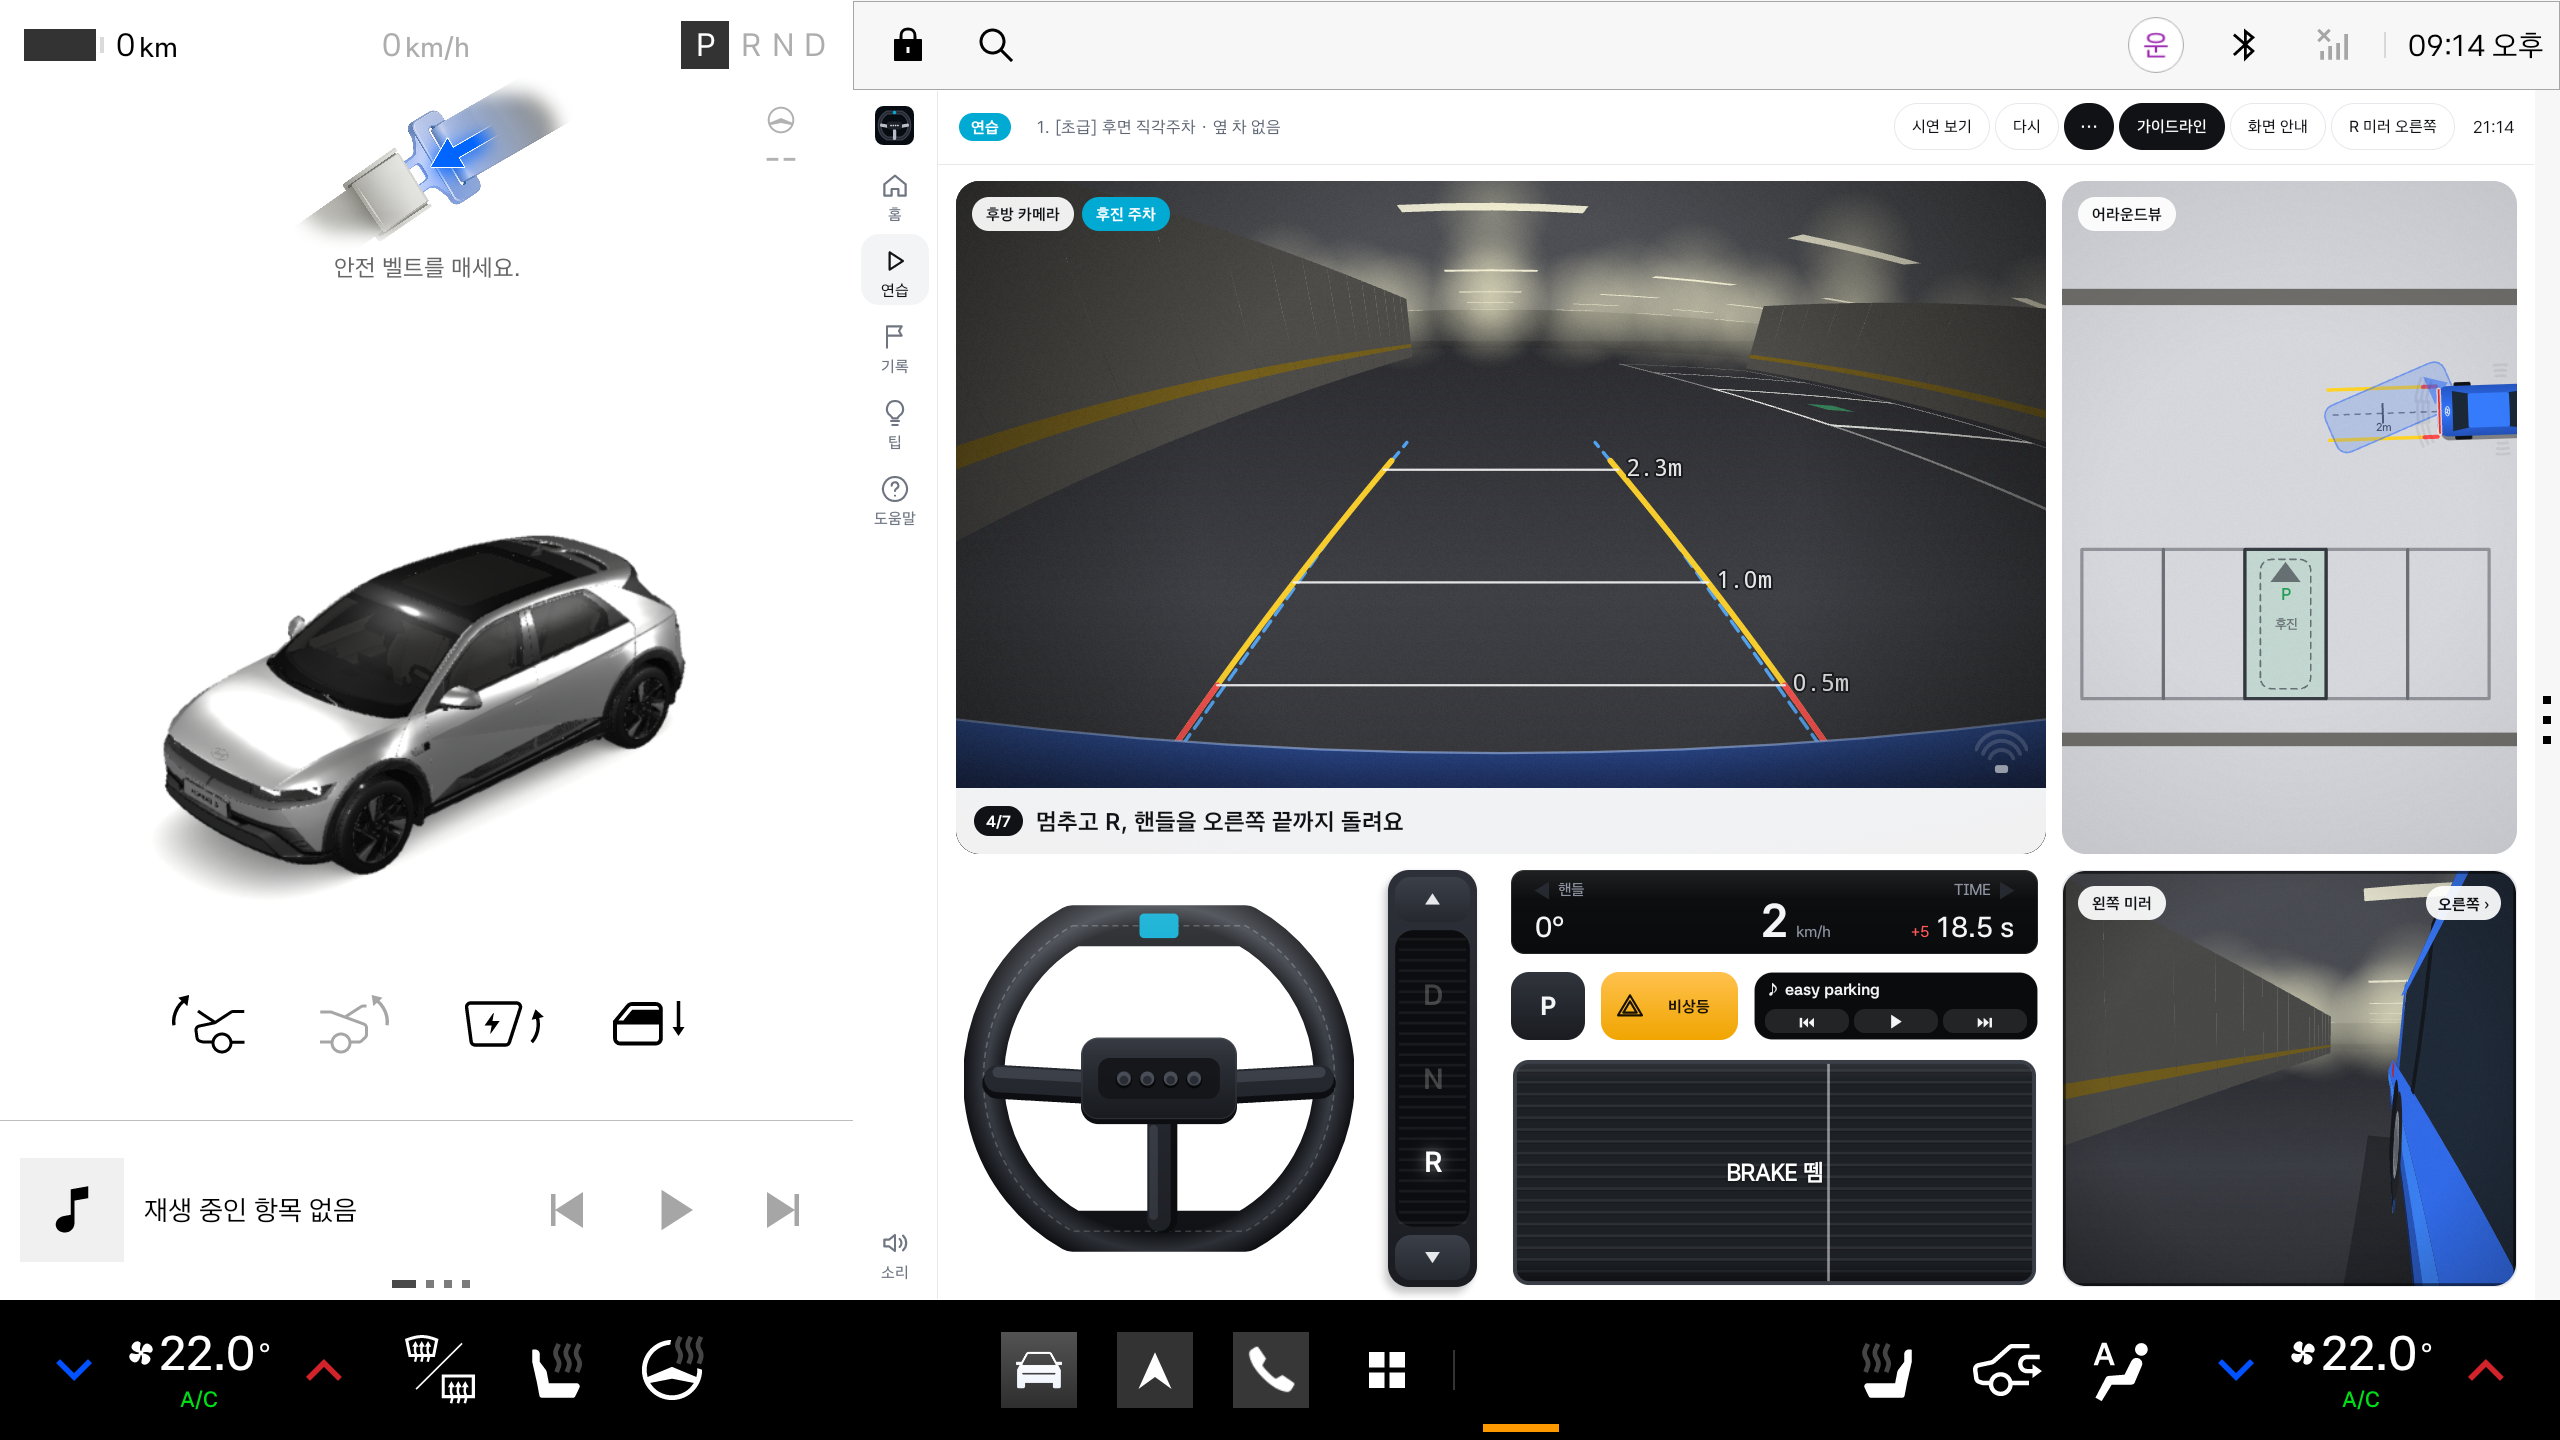 0 km
0 km/h
P R N D
운
09:14 오후
안전 벨트를 매세요.
재생 중인 항목 없음
홈
연습
기록
팁
도움말
소리
연습
1. [초급] 후면 직각주차 · 옆 차 없음
시연 보기
다시
⋯
가이드라인
화면 안내
R 미러 오른쪽
21:14
후방 카메라
후진 주차
2.3m
1.0m
0.5m
4/7
멈추고 R, 핸들을 오른쪽 끝까지 돌려요
어라운드뷰
2m
P
후진
D
N
R
핸들
0°
2 km/h
TIME
+5 18.5 s
P
비상등
♪ easy parking
BRAKE 뗌
왼쪽 미러
오른쪽 ›
22.0°
A/C
A
22.0°
A/C